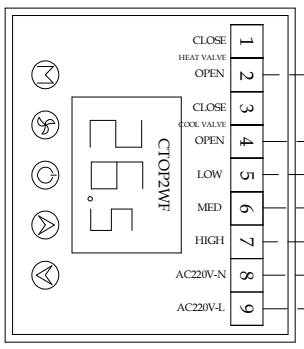 CLOSE 1
HEAT VALVE
OPEN 2
CLOSE 3
COOL VALVE
OPEN 4
LOW 5
MED 6
HIGH 7
AC220V-N 8
AC220V-L 9
M
26.5
CTOP2WF